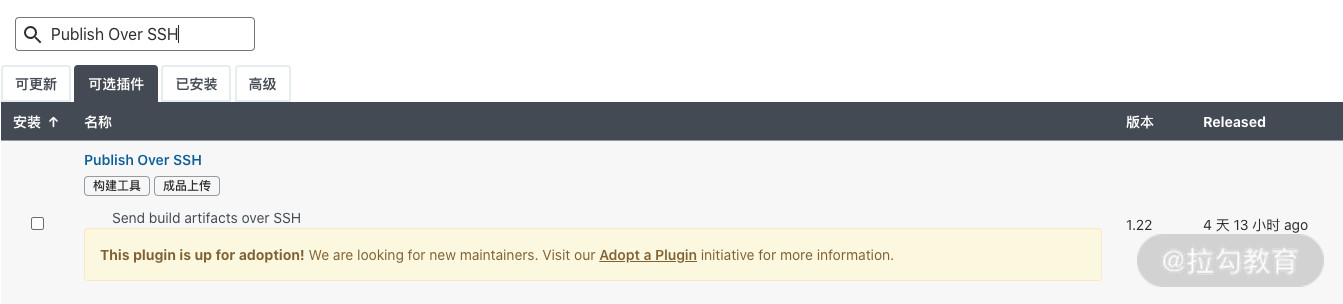 Publish Over SSH
可更新 可选插件 已安装 高级
安装 ↑ 名称 版本 Released
Publish Over SSH
构建工具 成品上传
Send build artifacts over SSH
1.22 4 天 13 小时 ago
This plugin is up for adoption! We are looking for new maintainers. Visit our Adopt a Plugin initiative for more information.
@拉勾教育